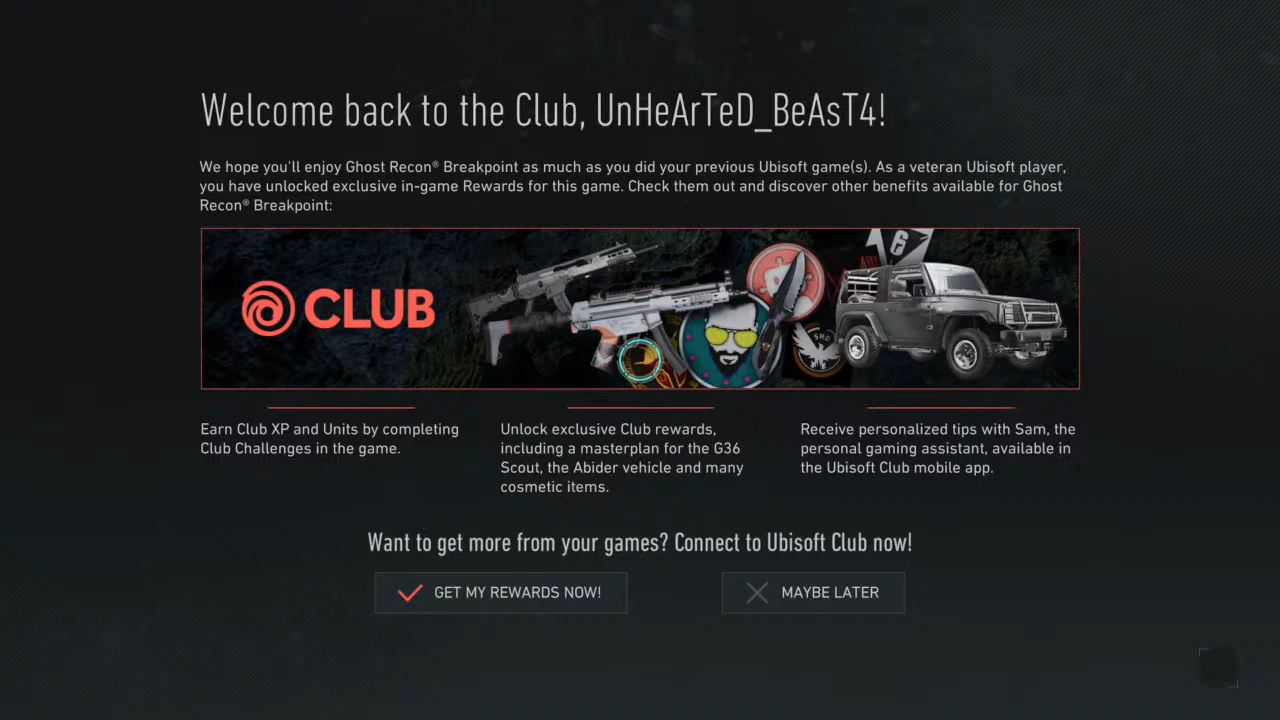 Welcome back to the Club, UnHeArTeD_BeAsT4!
We hope you'll enjoy Ghost Recon® Breakpoint as much as you did your previous Ubisoft game(s). As a veteran Ubisoft player,
you have unlocked exclusive in-game Rewards for this game. Check them out and discover other benefits available for Ghost
Recon® Breakpoint:
CLUB
6
SHD
Earn Club XP and Units by completing
Club Challenges in the game.
Unlock exclusive Club rewards,
including a masterplan for the G36
Scout, the Abider vehicle and many
cosmetic items.
Receive personalized tips with Sam, the
personal gaming assistant, available in
the Ubisoft Club mobile app.
Want to get more from your games? Connect to Ubisoft Club now!
GET MY REWARDS NOW!
MAYBE LATER